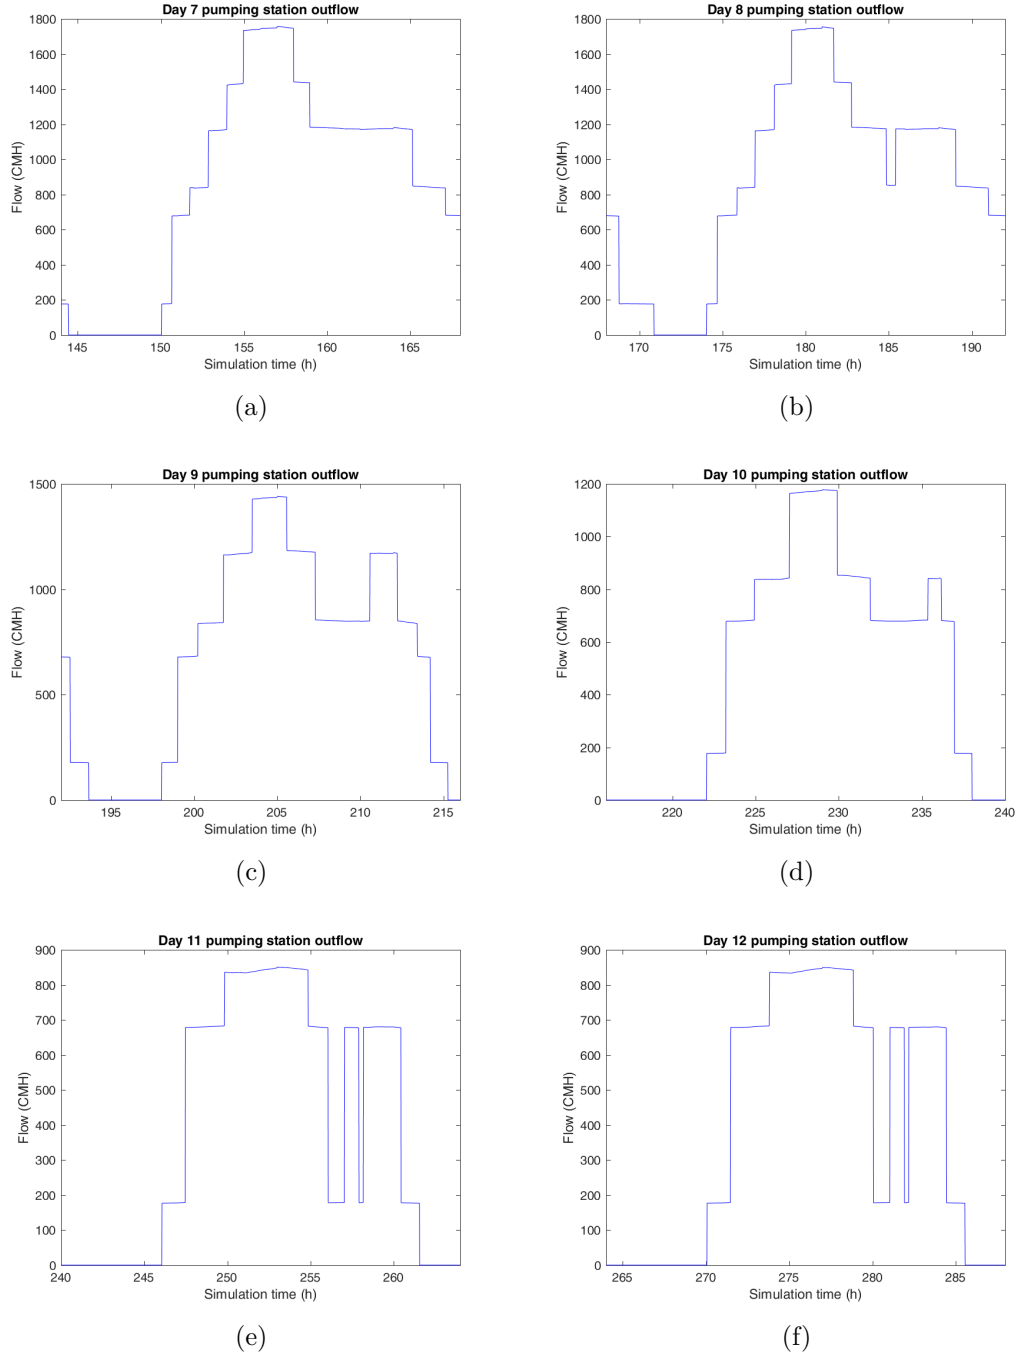 Day 7 pumping station outflow
1800
1600
1400
1200
1000
800
600
400
200
0
Flow (CMH)
145 150 155 160 165
Simulation time (h)
(a)
Day 8 pumping station outflow
1800
1600
1400
1200
1000
800
600
400
200
0
Flow (CMH)
170 175 180 185 190
Simulation time (h)
(b)
Day 9 pumping station outflow
1500
1000
500
0
Flow (CMH)
195 200 205 210 215
Simulation time (h)
(c)
Day 10 pumping station outflow
1200
1000
800
600
400
200
0
Flow (CMH)
220 225 230 235 240
Simulation time (h)
(d)
Day 11 pumping station outflow
900
800
700
600
500
400
300
200
100
0
Flow (CMH)
240 245 250 255 260
Simulation time (h)
(e)
Day 12 pumping station outflow
900
800
700
600
500
400
300
200
100
0
Flow (CMH)
265 270 275 280 285
Simulation time (h)
(f)